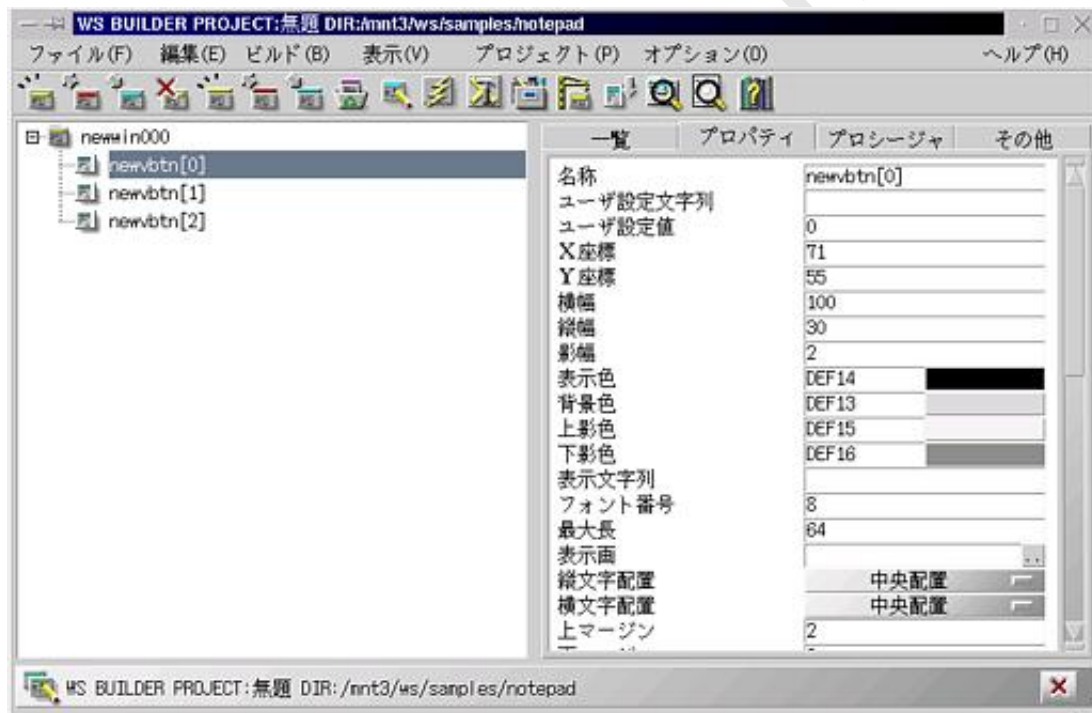 WS BUILDER PROJECT:無題 DIR:/mnt3/ws/samples/notepad
ファイル(F) 編集(E) ビルド(B) 表示(V) プロジェクト(P) オプション(O) ヘルプ(H)
newwin000
newvbtn[0]
newvbtn[1]
newvbtn[2]
一覧 プロパティ プロシージャ その他
名称 newvbtn[0]
ユーザ設定文字列
ユーザ設定値 0
X座標 71
Y座標 55
横幅 100
縦幅 30
影幅 2
表示色 DEF14
背景色 DEF13
上影色 DEF15
下影色 DEF16
表示文字列
フォント番号 8
最大長 64
表示画 ..
縦文字配置 中央配置
横文字配置 中央配置
上マージン 2
WS BUILDER PROJECT:無題 DIR:/mnt3/ws/samples/notepad